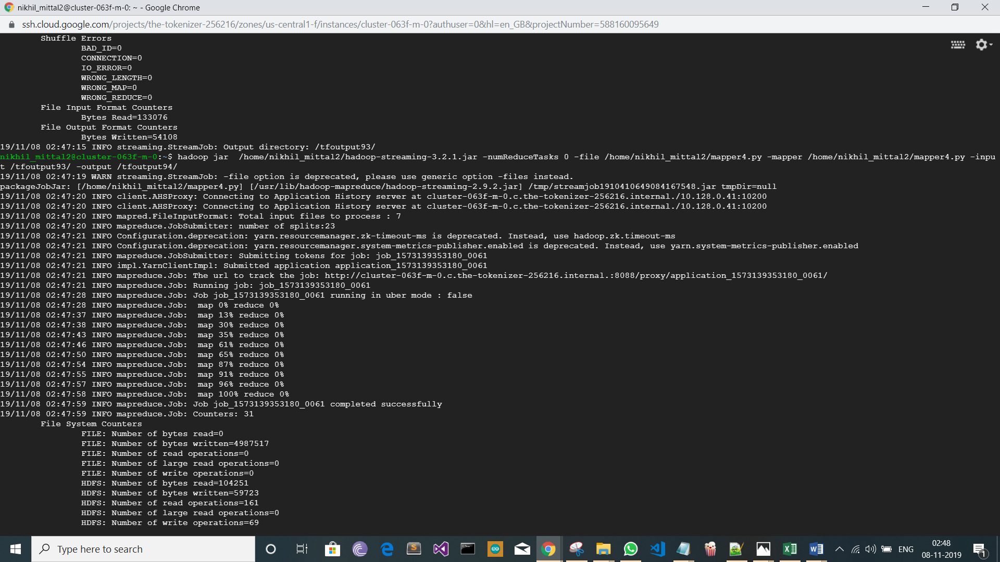 nikhil_mittal2@cluster-063f-m-0: ~ - Google Chrome
ssh.cloud.google.com/projects/the-tokenizer-256216/zones/us-central1-f/instances/cluster-063f-m-0?authuser=0&hl=en_GB&projectNumber=588160095649
Shuffle Errors
BAD_ID=0
CONNECTION=0
IO_ERROR=0
WRONG_LENGTH=0
WRONG_MAP=0
WRONG_REDUCE=0
File Input Format Counters
Bytes Read=133076
File Output Format Counters
Bytes Written=54108
19/11/08 02:47:15 INFO streaming.StreamJob: Output directory: /tfoutput93/
nikhil_mittal2@cluster-063f-m-0:~$ hadoop jar  /home/nikhil_mittal2/hadoop-streaming-3.2.1.jar -numReduceTasks 0 -file /home/nikhil_mittal2/mapper4.py -mapper /home/nikhil_mittal2/mapper4.py -inpu
t /tfoutput93/ -output /tfoutput94/
19/11/08 02:47:19 WARN streaming.StreamJob: -file option is deprecated, please use generic option -files instead.
packageJobJar: [/home/nikhil_mittal2/mapper4.py] [/usr/lib/hadoop-mapreduce/hadoop-streaming-2.9.2.jar] /tmp/streamjob1910410649084167548.jar tmpDir=null
19/11/08 02:47:20 INFO client.AHSProxy: Connecting to Application History server at cluster-063f-m-0.c.the-tokenizer-256216.internal./10.128.0.41:10200
19/11/08 02:47:20 INFO client.AHSProxy: Connecting to Application History server at cluster-063f-m-0.c.the-tokenizer-256216.internal./10.128.0.41:10200
19/11/08 02:47:20 INFO mapred.FileInputFormat: Total input files to process : 7
19/11/08 02:47:20 INFO mapreduce.JobSubmitter: number of splits:23
19/11/08 02:47:21 INFO Configuration.deprecation: yarn.resourcemanager.zk-timeout-ms is deprecated. Instead, use hadoop.zk.timeout-ms
19/11/08 02:47:21 INFO Configuration.deprecation: yarn.resourcemanager.system-metrics-publisher.enabled is deprecated. Instead, use yarn.system-metrics-publisher.enabled
19/11/08 02:47:21 INFO mapreduce.JobSubmitter: Submitting tokens for job: job_1573139353180_0061
19/11/08 02:47:21 INFO impl.YarnClientImpl: Submitted application application_1573139353180_0061
19/11/08 02:47:21 INFO mapreduce.Job: The url to track the job: http://cluster-063f-m-0.c.the-tokenizer-256216.internal.:8088/proxy/application_1573139353180_0061/
19/11/08 02:47:21 INFO mapreduce.Job: Running job: job_1573139353180_0061
19/11/08 02:47:28 INFO mapreduce.Job: Job job_1573139353180_0061 running in uber mode : false
19/11/08 02:47:28 INFO mapreduce.Job:  map 0% reduce 0%
19/11/08 02:47:37 INFO mapreduce.Job:  map 13% reduce 0%
19/11/08 02:47:38 INFO mapreduce.Job:  map 30% reduce 0%
19/11/08 02:47:43 INFO mapreduce.Job:  map 35% reduce 0%
19/11/08 02:47:46 INFO mapreduce.Job:  map 61% reduce 0%
19/11/08 02:47:50 INFO mapreduce.Job:  map 65% reduce 0%
19/11/08 02:47:54 INFO mapreduce.Job:  map 87% reduce 0%
19/11/08 02:47:55 INFO mapreduce.Job:  map 91% reduce 0%
19/11/08 02:47:57 INFO mapreduce.Job:  map 96% reduce 0%
19/11/08 02:47:58 INFO mapreduce.Job:  map 100% reduce 0%
19/11/08 02:47:59 INFO mapreduce.Job: Job job_1573139353180_0061 completed successfully
19/11/08 02:47:59 INFO mapreduce.Job: Counters: 31
File System Counters
FILE: Number of bytes read=0
FILE: Number of bytes written=4987517
FILE: Number of read operations=0
FILE: Number of large read operations=0
FILE: Number of write operations=0
HDFS: Number of bytes read=104251
HDFS: Number of bytes written=59723
HDFS: Number of read operations=161
HDFS: Number of large read operations=0
HDFS: Number of write operations=69
Type here to search
ENG
02:48
08-11-2019
1